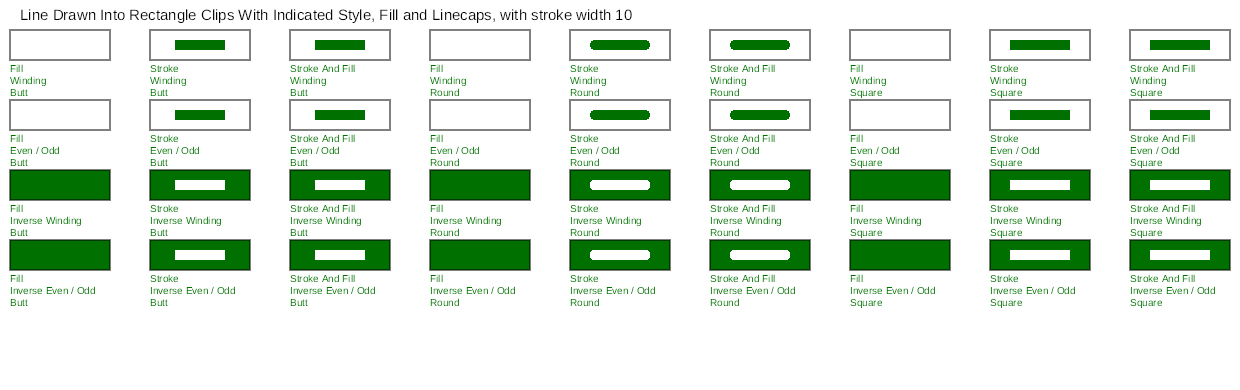 Line Drawn Into Rectangle Clips With Indicated Style, Fill and Linecaps, with stroke width 10
Fill
Winding
Butt
Stroke
Winding
Butt
Stroke And Fill
Winding
Butt
Fill
Winding
Round
Stroke
Winding
Round
Stroke And Fill
Winding
Round
Fill
Winding
Square
Stroke
Winding
Square
Stroke And Fill
Winding
Square
Fill
Even / Odd
Butt
Stroke
Even / Odd
Butt
Stroke And Fill
Even / Odd
Butt
Fill
Even / Odd
Round
Stroke
Even / Odd
Round
Stroke And Fill
Even / Odd
Round
Fill
Even / Odd
Square
Stroke
Even / Odd
Square
Stroke And Fill
Even / Odd
Square
Fill
Inverse Winding
Butt
Stroke
Inverse Winding
Butt
Stroke And Fill
Inverse Winding
Butt
Fill
Inverse Winding
Round
Stroke
Inverse Winding
Round
Stroke And Fill
Inverse Winding
Round
Fill
Inverse Winding
Square
Stroke
Inverse Winding
Square
Stroke And Fill
Inverse Winding
Square
Fill
Inverse Even / Odd
Butt
Stroke
Inverse Even / Odd
Butt
Stroke And Fill
Inverse Even / Odd
Butt
Fill
Inverse Even / Odd
Round
Stroke
Inverse Even / Odd
Round
Stroke And Fill
Inverse Even / Odd
Round
Fill
Inverse Even / Odd
Square
Stroke
Inverse Even / Odd
Square
Stroke And Fill
Inverse Even / Odd
Square